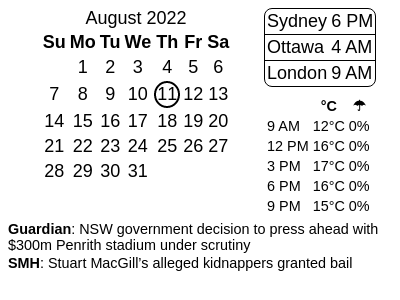 August 2022
Su Mo Tu We Th Fr Sa
1 2 3 4 5 6
7 8 9 10 11 12 13
14 15 16 17 18 19 20
21 22 23 24 25 26 27
28 29 30 31
Sydney 6 PM
Ottawa 4 AM
London 9 AM
°C ☂
9 AM 12°C 0%
12 PM 16°C 0%
3 PM 17°C 0%
6 PM 16°C 0%
9 PM 15°C 0%
Guardian: NSW government decision to press ahead with
$300m Penrith stadium under scrutiny
SMH: Stuart MacGill’s alleged kidnappers granted bail